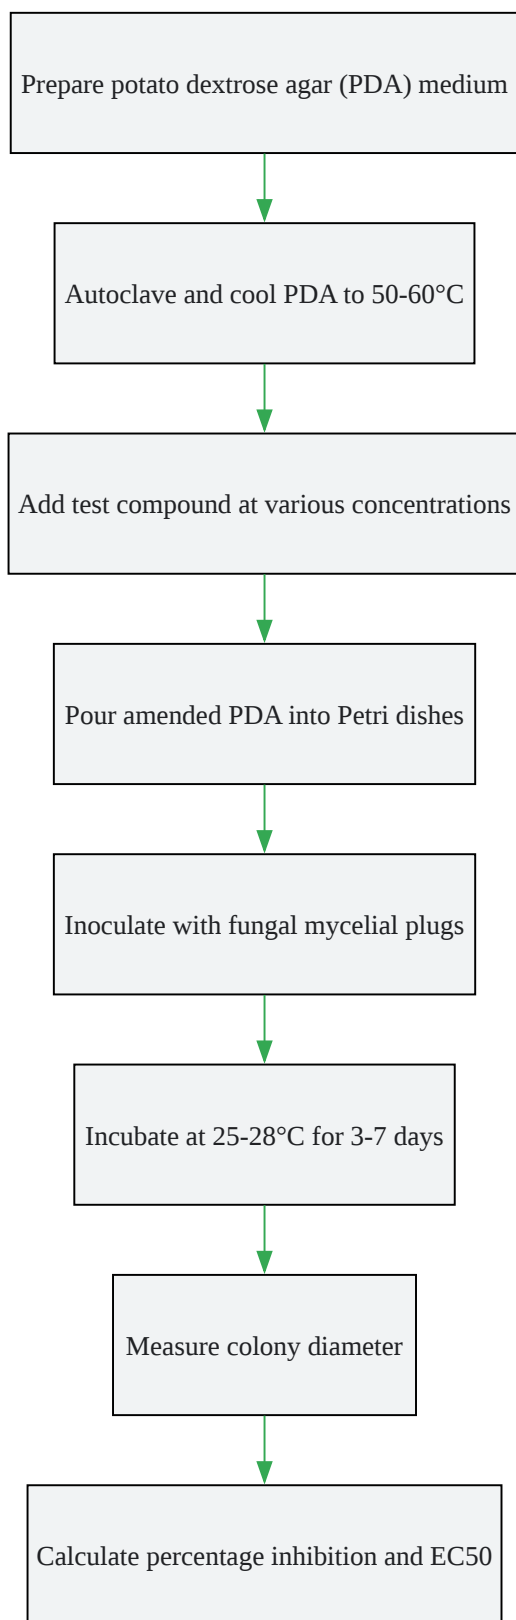 Prepare potato dextrose agar (PDA) medium
Autoclave and cool PDA to 50-60°C
Add test compound at various concentrations
Pour amended PDA into Petri dishes
Inoculate with fungal mycelial plugs
Incubate at 25-28°C for 3-7 days
Measure colony diameter
Calculate percentage inhibition and EC50